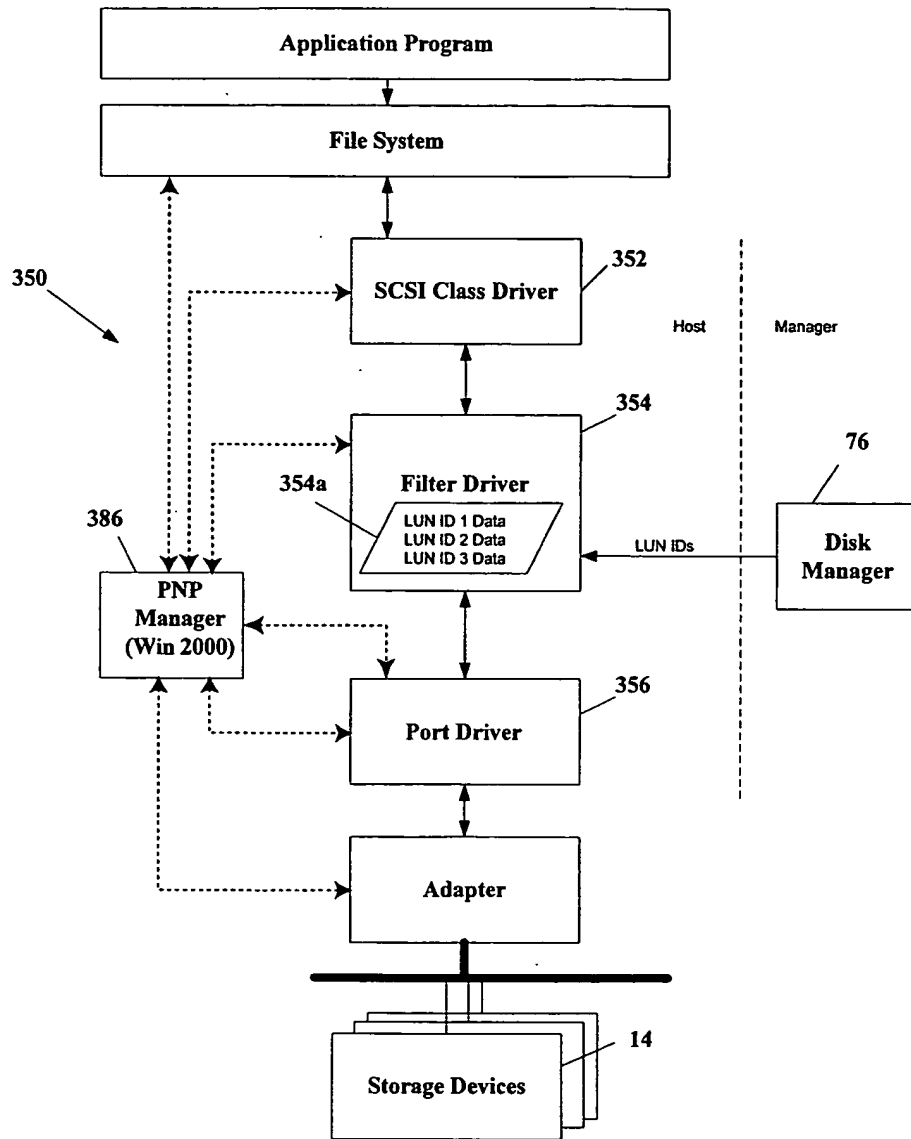 Application Program
File System
350
SCSI Class Driver
352
Host
Manager
354
Filter Driver
354a
LUN ID 1 Data
LUN ID 2 Data
LUN ID 3 Data
76
LUN IDs
Disk
Manager
386
PNP
Manager
(Win 2000)
356
Port Driver
Adapter
14
Storage Devices